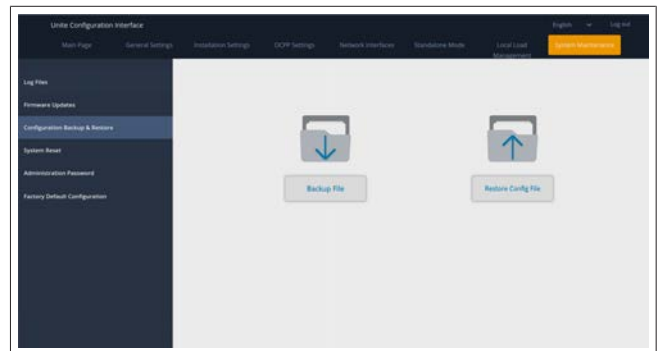 Unite Configuration Interface
English
Log out
Main Page
General Settings
Installation Settings
OCPP Settings
Network Interfaces
Standalone Mode
Local Load
Management
System Maintenance
Log Files
Firmware Updates
Configuration Backup & Restore
System Reset
Administration Password
Factory Default Configuration
Backup File
Restore Config File